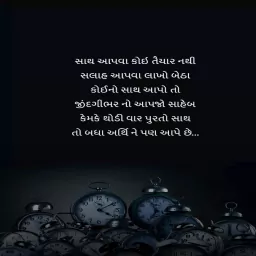 સાથ આપવા કોઇ તૈયાર નથી
સલાહ આપવા લાખો બેઠા
કોઈનો સાથ આપો તો
જીંદગીભર નો આપજો સાહેબ
કેમકે થોડી વાર પુરતો સાથ
તો બધા અર્થિ ને પણ આપે છે...